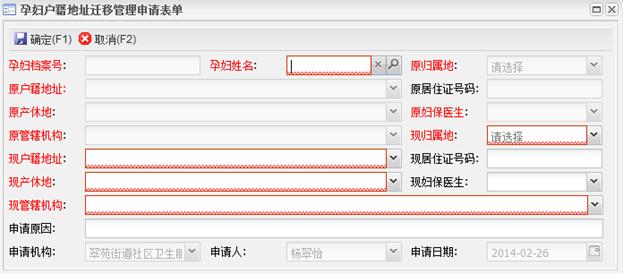 孕妇户籍地址迁移管理申请表单
确定(F1) 取消(F2)
孕妇档案号: 孕妇姓名: 原归属地: 请选择
原户籍地址: 原居住证号码:
原产休地: 原妇保医生:
原管辖机构: 现归属地: 请选择
现户籍地址: 现居住证号码:
现产休地: 现妇保医生:
现管辖机构:
申请原因:
申请机构: 翠苑街道社区卫生服 申请人: 杨翠怡 申请日期: 2014-02-26